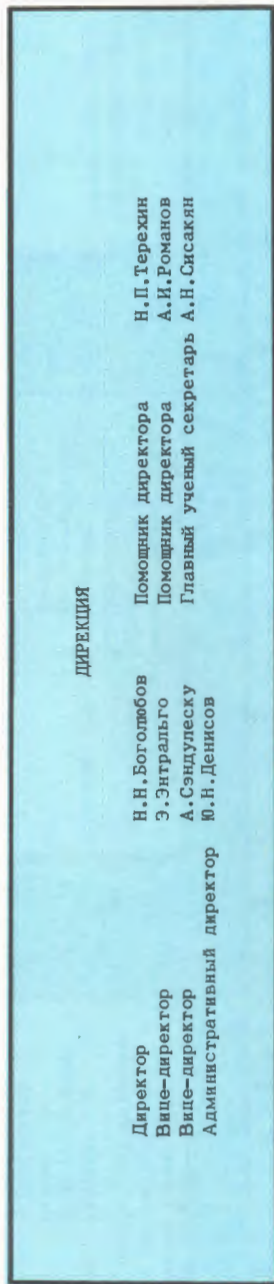 ДИРЕКЦИЯ
Директор Н.Н.Боголюбов Помощник директора Н.П.Терехин
Вице-директор Э.Энтральго Помощник директора А.И.Романов
Вице-директор А.Сэндулеску Главный ученый секретарь А.Н.Сисакян
Административный директор Ю.Н.Денисов